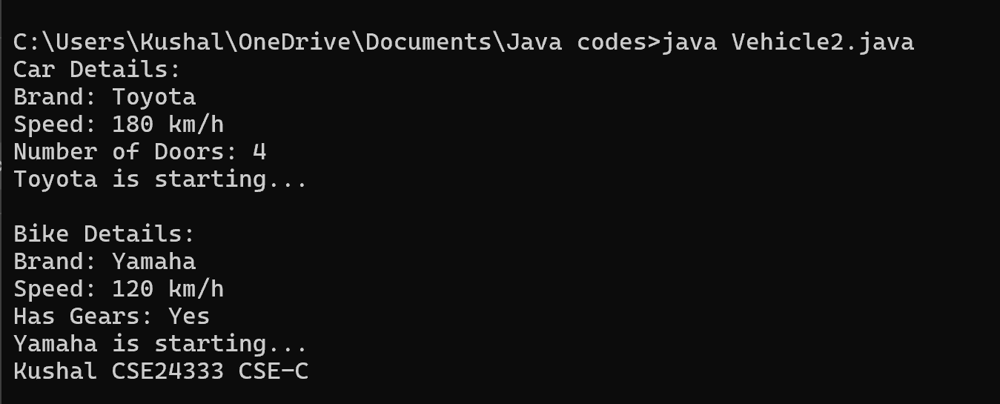 C:\Users\Kushal\OneDrive\Documents\Java codes>java Vehicle2.java
Car Details:
Brand: Toyota
Speed: 180 km/h
Number of Doors: 4
Toyota is starting...
Bike Details:
Brand: Yamaha
Speed: 120 km/h
Has Gears: Yes
Yamaha is starting...
Kushal CSE24333 CSE-C